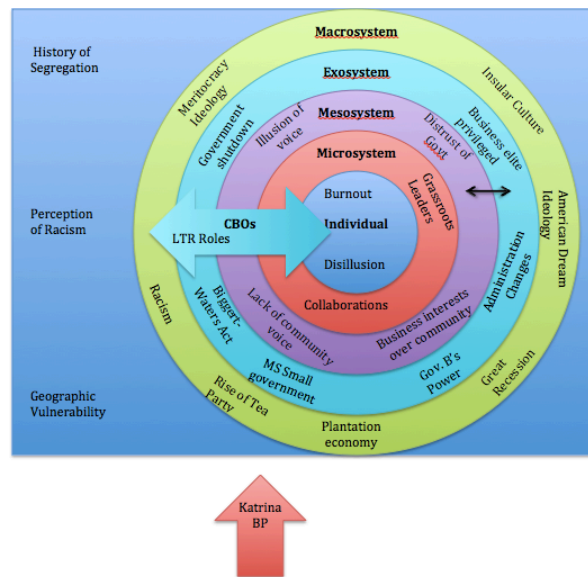 History of
Segregation
Perception
of Racism
Geographic
Vulnerability
Macrosystem
Meritocracy
Ideology
Insular Culture
American Dream
Ideology
Racism
Rise of Tea
Party
Plantation
economy
Great
Recession
Exosystem
Government
shutdown
Business elite
privileged
Administration
Changes
Biggert-
Waters Act
MS Small
government
Gov. B's
Power
Mesosystem
Illusion of
voice
Distrust of
Govt
Lack of community
voice
Business interests
over community
Microsystem
Grassroots
Leaders
Collaborations
Burnout
Individual
Disillusion
CBOs
LTR Roles
Katrina
BP